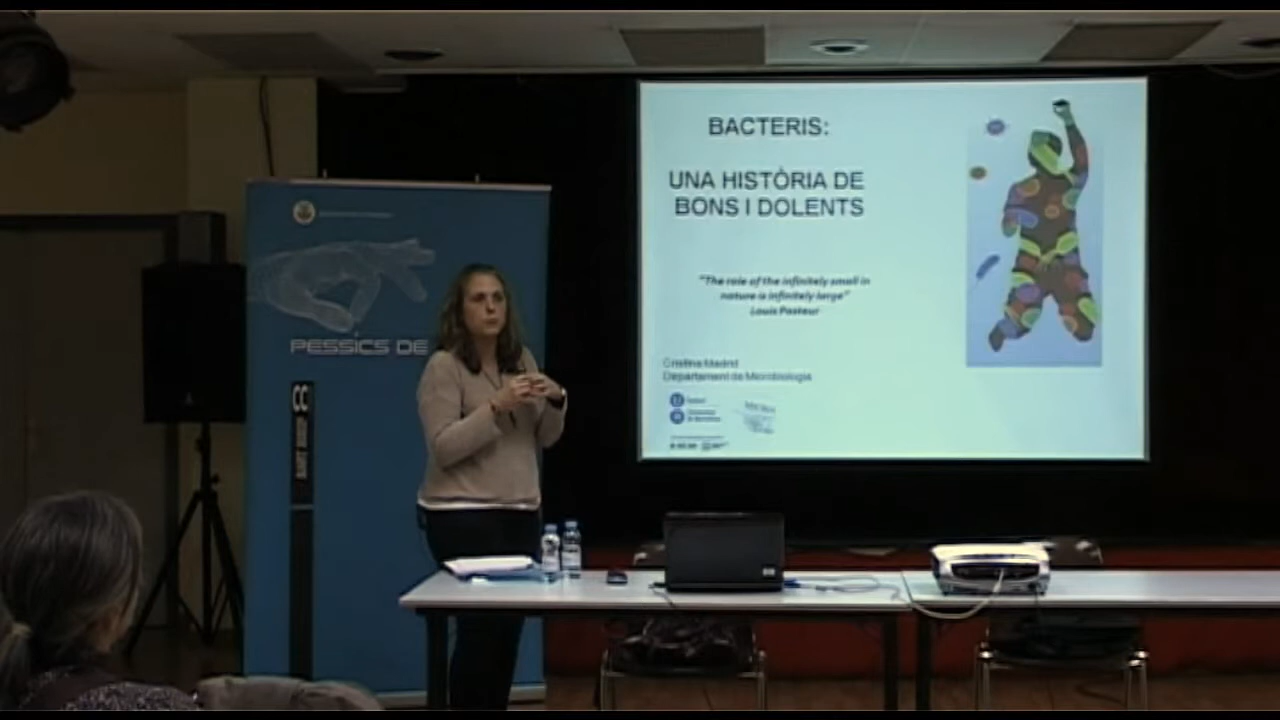 BACTERIS:
UNA HISTÒRIA DE
BONS I DOLENTS
"The role of the infinitely small in
nature is infinitely large"
Louis Pasteur
Cristina Madrid
Departament de Microbiologia
PESSICS DE